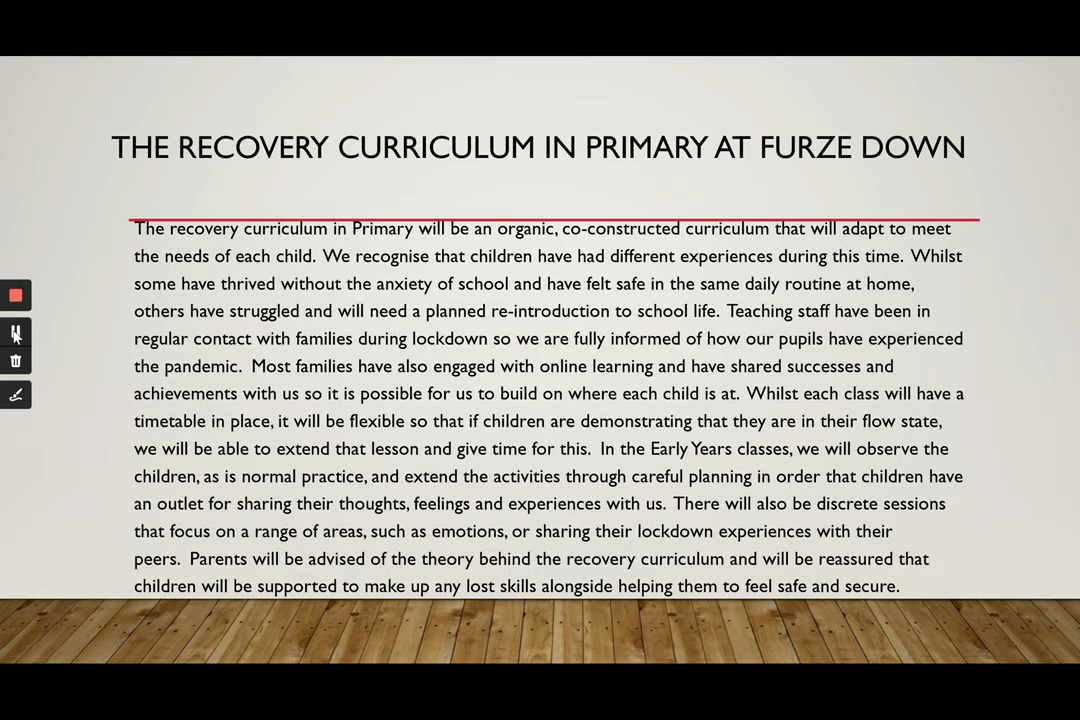 THE RECOVERY CURRICULUM IN PRIMARY AT FURZE DOWN
The recovery curriculum in Primary will be an organic, co-constructed curriculum that will adapt to meet
the needs of each child. We recognise that children have had different experiences during this time. Whilst
some have thrived without the anxiety of school and have felt safe in the same daily routine at home,
others have struggled and will need a planned re-introduction to school life. Teaching staff have been in
regular contact with families during lockdown so we are fully informed of how our pupils have experienced
the pandemic. Most families have also engaged with online learning and have shared successes and
achievements with us so it is possible for us to build on where each child is at. Whilst each class will have a
timetable in place, it will be flexible so that if children are demonstrating that they are in their flow state,
we will be able to extend that lesson and give time for this. In the Early Years classes, we will observe the
children, as is normal practice, and extend the activities through careful planning in order that children have
an outlet for sharing their thoughts, feelings and experiences with us. There will also be discrete sessions
that focus on a range of areas, such as emotions, or sharing their lockdown experiences with their
peers. Parents will be advised of the theory behind the recovery curriculum and will be reassured that
children will be supported to make up any lost skills alongside helping them to feel safe and secure.